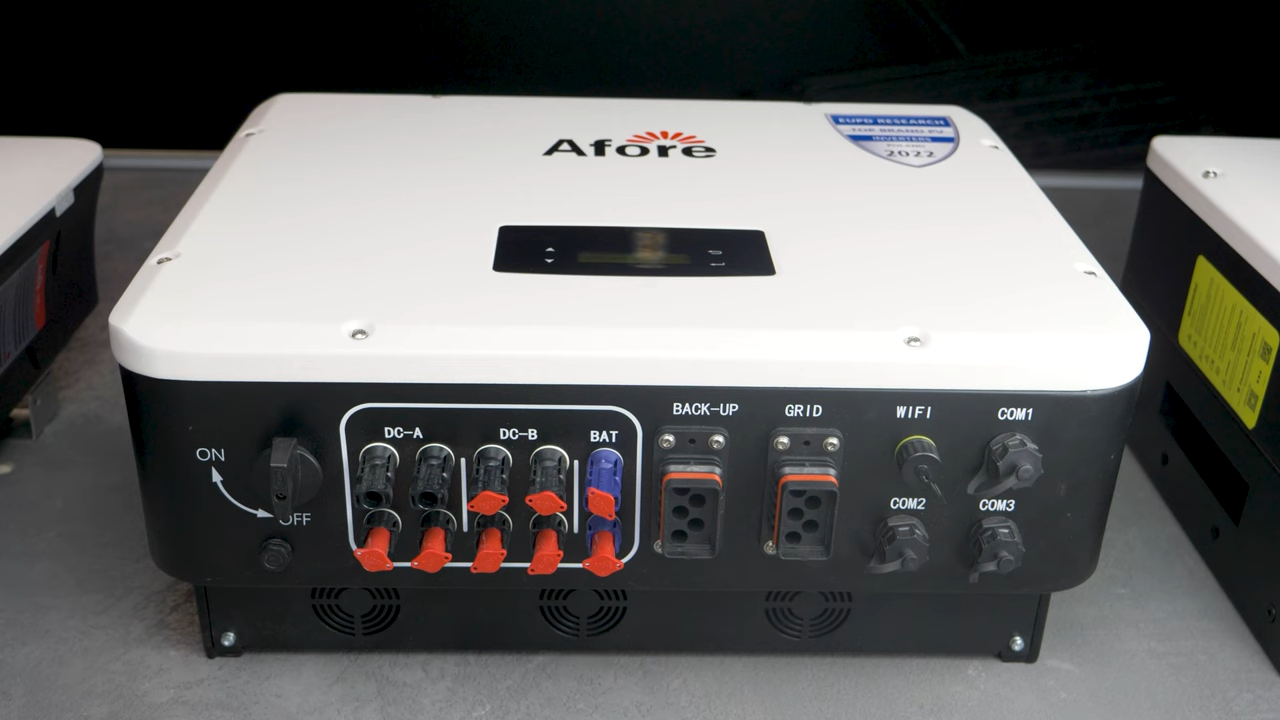 Afore
EUPD RESEARCH
TOP BRAND PV
INVERTERS
POLAND
2022
ON
OFF
DC-A
DC-B
BAT
BACK-UP
GRID
WIFI
COM1
COM2
COM3